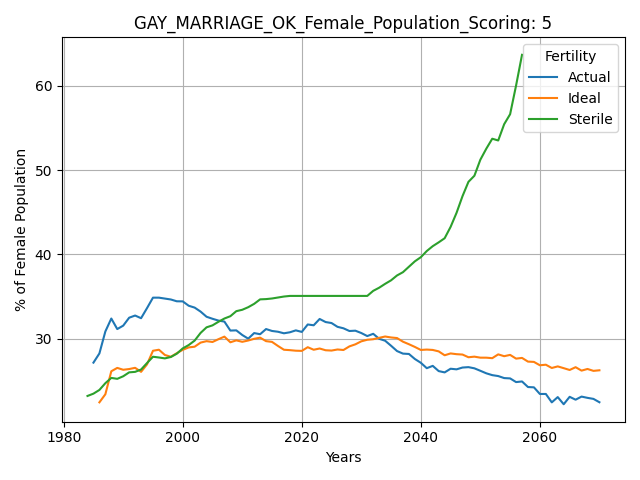 GAY_MARRIAGE_OK_Female_Population_Scoring: 5
Fertility
Actual
Ideal
Sterile
% of Female Population
60
50
40
30
1980
2000
2020
2040
2060
Years